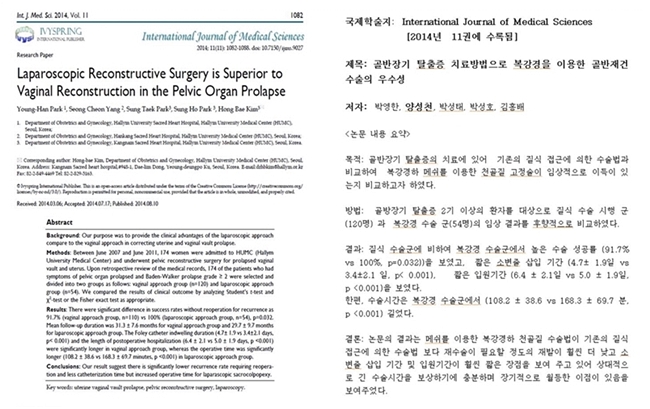 Int. J. Med. Sci. 2014, Vol. 11
1082
IVYSPRING
INTERNATIONAL PUBLISHER
International Journal of Medical Sciences
2014; 11(11): 1082-1088. doi: 10.7150/ijms.9027
Research Paper
Laparoscopic Reconstructive Surgery is Superior to
Vaginal Reconstruction in the Pelvic Organ Prolapse
Young-Han Park¹, Seong Cheon Yang², Sung Taek Park³, Sung Ho Park³, Hong Bae Kim³
1. Department of Obstetrics and Gynecology, Hallym University Sacred Heart Hospital, Hallym University Medical Center (HUMC),
Seoul, Korea;
2. Department of Obstetrics and Gynecology, Hankang Sacred Heart Hospital, Hallym University Medical Center (HUMC), Seoul, Korea;
3. Department of Obstetrics and Gynecology, Kangnam Sacred heart hospital, Hallym University Medical Center (HUMC), Seoul, Korea.
Corresponding author: Hong-bae Kim, Department of Obstetrics and Gynecology, Hallym University, Hallym University Medical Center (HUMC), Seoul,
Korea. Address: Kangnam Sacred heart hospital, #948-1, Dae-lim Dong, Yeong-deungpo Ku, Seoul, Korea.
Fax: 82-2-849-4469 Tel: 82-2-829-5163.
© Ivyspring International Publisher. This is an open-access article distributed under the terms of the Creative Commons License
Reproduction is permitted for personal, noncommercial use, provided that the article is in whole, unmodified, and properly cited.
Received: 2014.03.06; Accepted: 2014.07.17; Published: 2014.08.10
Abstract
Background: Our purpose was to provide the clinical advantages of the laparoscopic approach
compare to the vaginal approach in correcting uterine and vaginal vault prolapse.
Methods: Between June 2007 and June 2011, 174 women were admitted to HUMC (Hallym
University Medical Center) and underwent pelvic reconstructive surgery for prolapsed vaginal
vault and uterus. Upon retrospective review of the medical records, 174 of the patients who had
symptoms of pelvic organ prolapsed and Baden-Walker prolapse grade ≥ 2 were selected and
divided into two groups as follows: vaginal approach group (n=120) and laparoscopic approach
group (n=54). We compared the results of clinical outcome by analyzing Student's t-test and
χ²-test or the Fisher exact test as appropriate.
Results: There were significant difference in success rates without reoperation for recurrence as
91.7% (vaginal approach group, n=110) vs 100% (laparoscopic approach group, n=54), p=0.032.
Mean follow-up duration was 31.3 ± 7.6 months for vaginal approach group and 29.7 ± 9.7 months
for laparoscopic approach group. The Foley catheter indwelling duration (4.7± 1.9 vs 3.4±2.1 days,
p< 0.001) and the length of postoperative hospitalization (6.4 ± 2.1 vs 5.0 ± 1.9 days, p <0.001)
were significantly longer in vaginal approach group, whereas the operative time was significantly
longer (108.2 ± 38.6 vs 168.3 ± 69.7 minutes, p <0.001) in laparoscopic approach group.
Conclusions: Our result suggest there is significantly lower recurrence rate requiring reopera-
tion and less catheterization time but increased operative time for laparoscopic sacrocolpopexy.
Key words: uterine vaginal vault prolapse, pelvic reconstructive surgery, laparoscopy.
국제학술지: International Journal of Medical Sciences
[2014년 11권에 수록됨]
제목: 골반장기 탈출증 치료방법으로 복강경을 이용한 골반재건
수술의 우수성
저자: 박영한, 양성천, 박성택, 박성호, 김홍배
<논문 내용 요약>
목적: 골반장기 탈출증의 치료에 있어 기존의 질식 접근에 의한 수술법과
비교하여 복강경하 메쉬를 이용한 천골질 고정술이 임상적으로 이득이 있
는지 비교하고자 하였다.
방법: 골반장기 탈출증 2기 이상의 환자를 대상으로 질식 수술 시행 군
(120명) 과 복강경 수술 군(54명)의 임상 결과를 후향적으로 비교하였다.
결과: 질식 수술군에 비하여 복강경 수술군에서 높은 수술 성공률 (91.7%
vs 100%, p=0.032))을 보였고, 짧은 소변줄 삽입 기간 (4.7± 1.9일 vs
3.4±2.1 일, p< 0.001), 짧은 입원기간 (6.4 ± 2.1일 vs 5.0 ± 1.9일,
p <0.001)을 보였다.
한편, 수술시간은 복강경 수술군에서 (108.2 ± 38.6 vs 168.3 ± 69.7 분,
p <0.001) 길었다.
결론: 논문의 결과는 메쉬를 이용한 복강경하 천골질 고정술법이 기존의 질식
접근에 의한 수술법 보다 재수술이 필요할 정도의 재발이 훨씬 더 낮고 소
변줄 삽입 기간 및 입원기간이 훨씬 짧은 장점을 보여 주고 있어 상대적으
로 긴 수술시간을 보상하기에 충분하며 장기적으로 월등한 이점이 있음을
보여주었다.